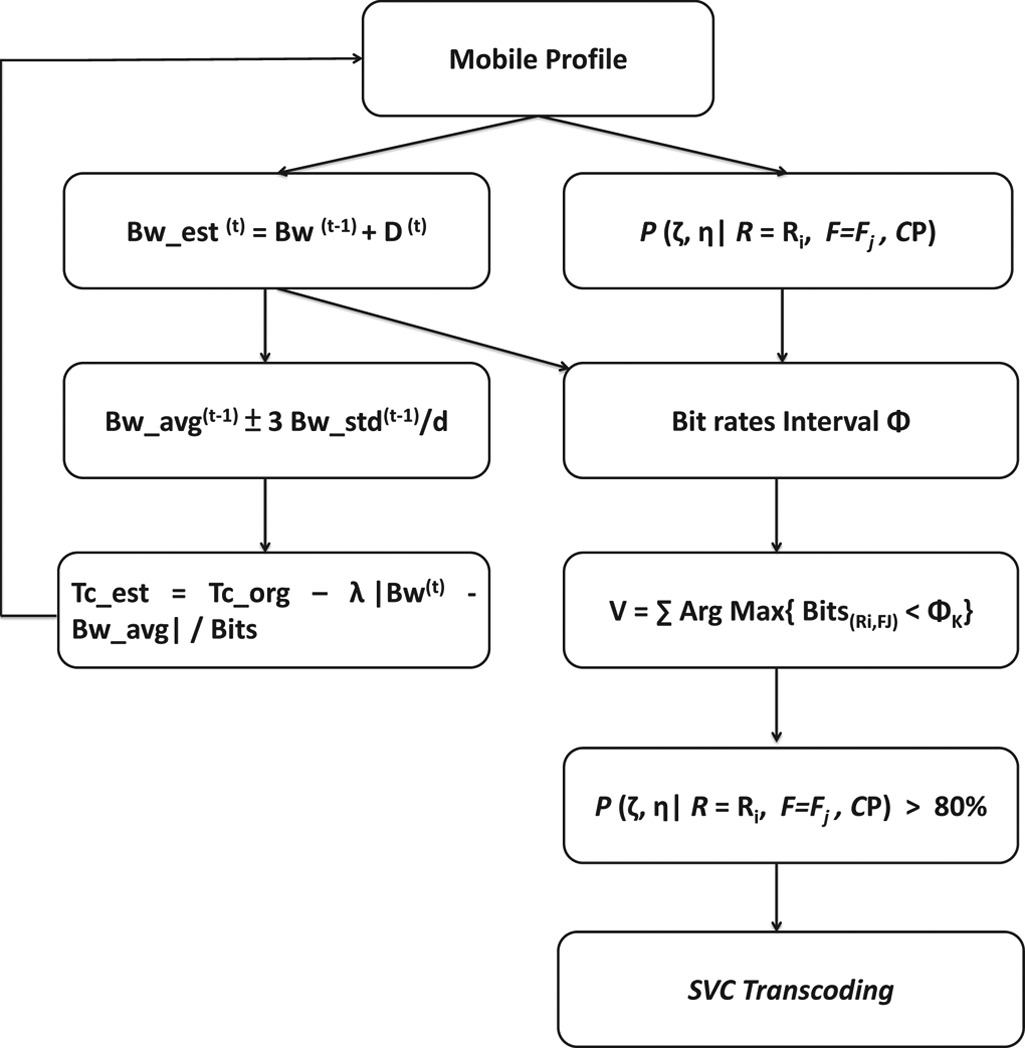 Mobile Profile
Bw_est (t) = Bw (t-1) + D (t)
P (ζ, η| R = Ri, F=Fj , CP)
Bw_avg(t-1) ± 3 Bw_std(t-1)/d
Bit rates Interval Φ
Tc_est = Tc_org – λ |Bw(t) -
Bw_avg| / Bits
V = ∑ Arg Max{ Bits(Ri,FJ) < ΦK}
P (ζ, η| R = Ri, F=Fj , CP) > 80%
SVC Transcoding